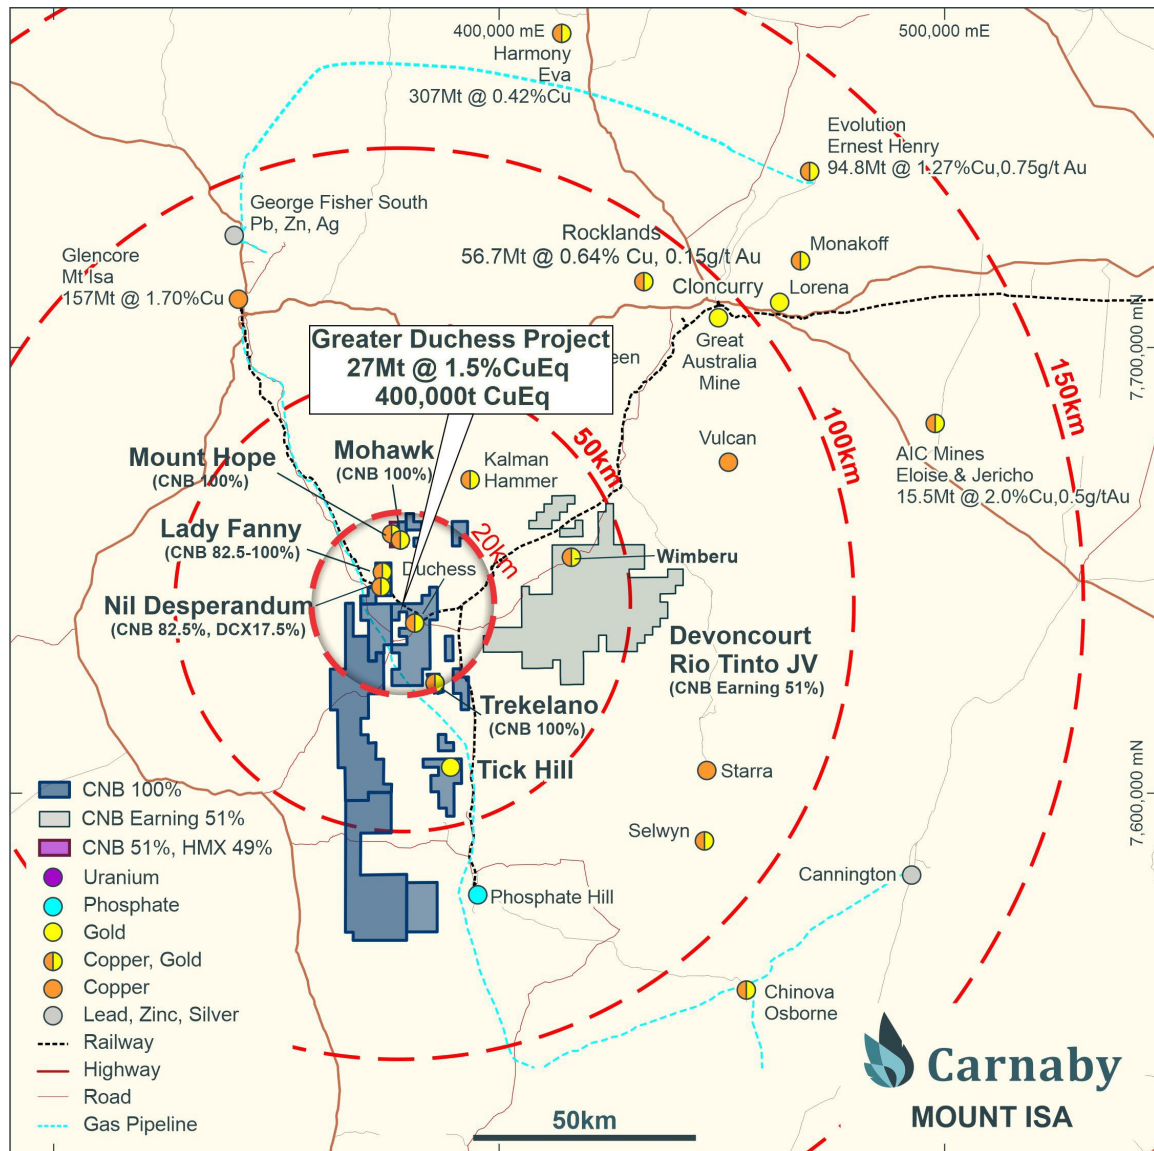 400,000 mE
500,000 mE
Harmony
Eva
307Mt @ 0.42%Cu
Evolution
Ernest Henry
94.8Mt @ 1.27%Cu,0.75g/t Au
George Fisher South
Pb, Zn, Ag
Glencore
Mt Isa
157Mt @ 1.70%Cu
Rocklands
56.7Mt @ 0.64% Cu, 0.15g/t Au
Monakoff
Cloncurry
Lorena
Great
Australia
Mine
7,700,000 mN
Greater Duchess Project
27Mt @ 1.5%CuEq
400,000t CuEq
een
150km
100km
50km
20km
Vulcan
AIC Mines
Eloise & Jericho
15.5Mt @ 2.0%Cu,0.5g/tAu
Mount Hope
(CNB 100%)
Mohawk
(CNB 100%)
Kalman
Hammer
Lady Fanny
(CNB 82.5-100%)
Duchess
Wimberu
Nil Desperandum
(CNB 82.5%, DCX17.5%)
Devoncourt
Rio Tinto JV
(CNB Earning 51%)
Trekelano
(CNB 100%)
Tick Hill
Starra
7,600,000 mN
Selwyn
Cannington
Phosphate Hill
Chinova
Osborne
CNB 100%
CNB Earning 51%
CNB 51%, HMX 49%
Uranium
Phosphate
Gold
Copper, Gold
Copper
Lead, Zinc, Silver
Railway
Highway
Road
Gas Pipeline
50km
Carnaby
MOUNT ISA